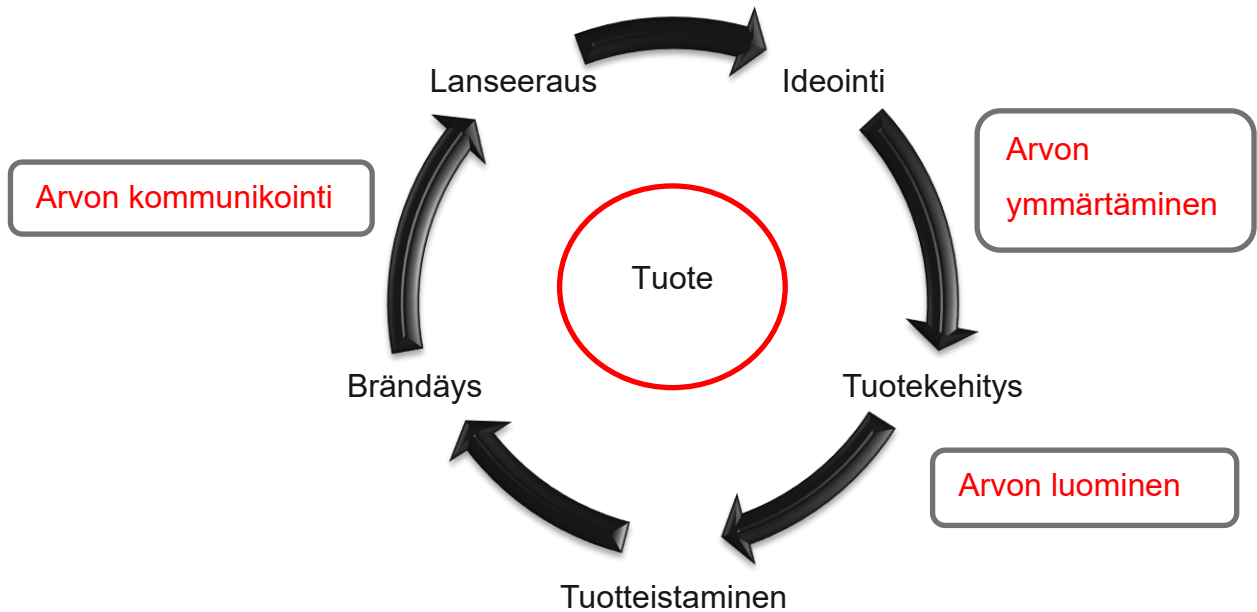 Lanseeraus
Ideointi
Arvon
ymmärtäminen
Arvon kommunikointi
Tuote
Brändäys
Tuotekehitys
Arvon luominen
Tuotteistaminen